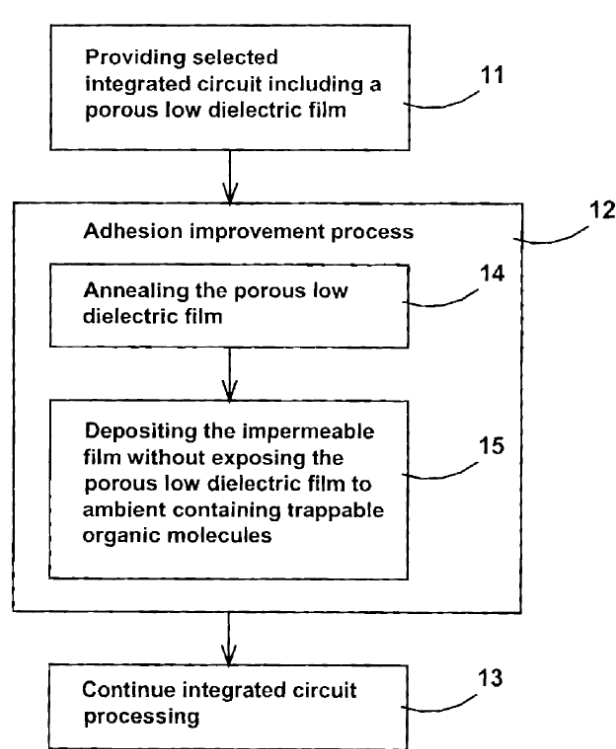 Providing selected
integrated circuit including a
porous low dielectric film
11
12
Adhesion improvement process
14
Annealing the porous low
dielectric film
Depositing the impermeable
film without exposing the
porous low dielectric film to
ambient containing trappable
organic molecules
15
Continue integrated circuit
processing
13